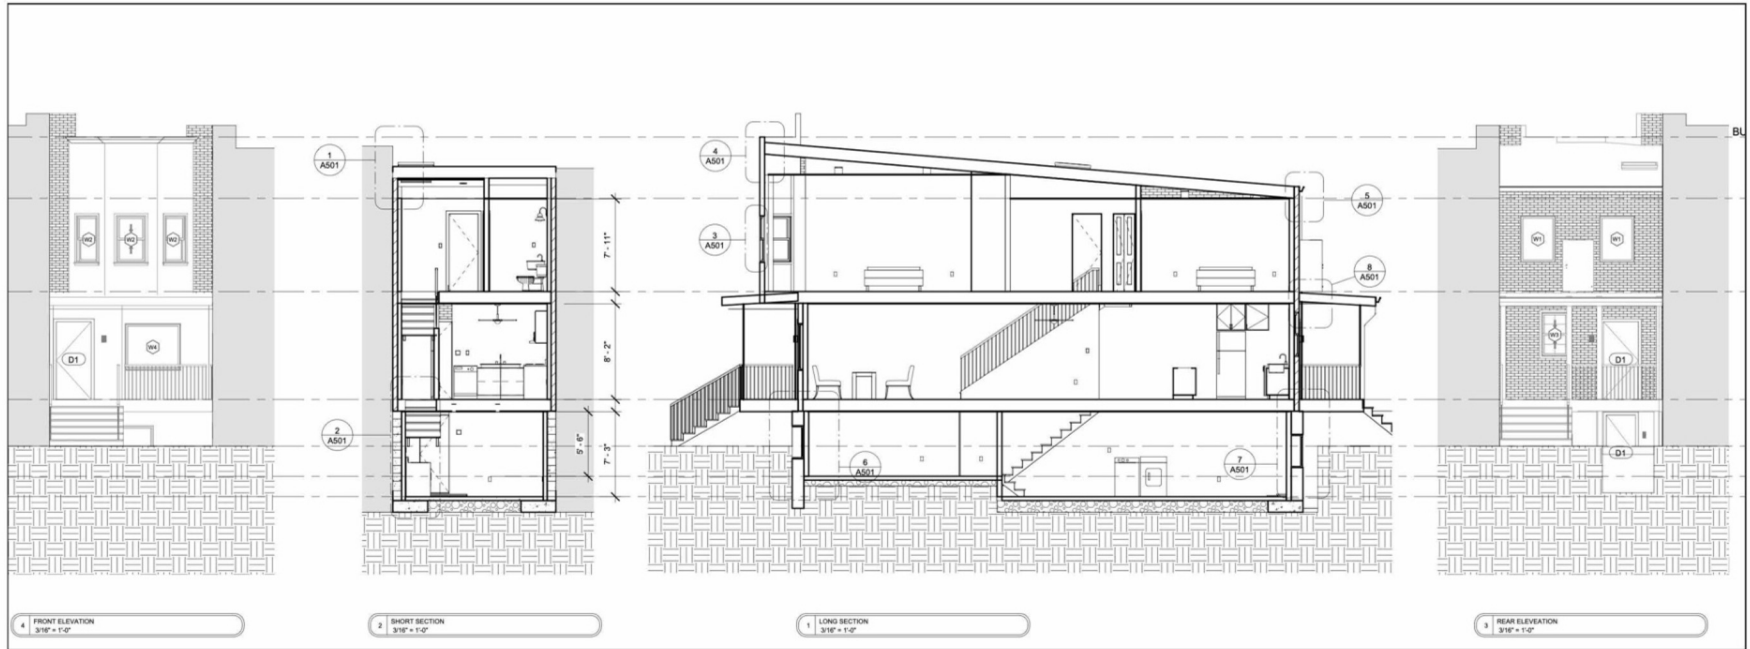 BU
1
A501
4
A501
5
A501
3
A501
8
A501
W2
W2
W2
W1
W1
7' - 11"
8' - 2"
D1
W4
W3
D1
2
A501
5' - 6"
7' - 3"
6
A501
7
A501
D1
4
FRONT ELEVATION
3/16" = 1'-0"
2
SHORT SECTION
3/16" = 1'-0"
1
LONG SECTION
3/16" = 1'-0"
3
REAR ELEVEATION
3/16" = 1'-0"